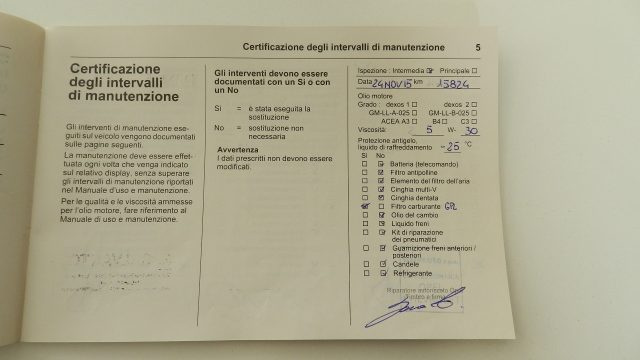 Certificazione degli intervalli di manutenzione 5
Certificazione
degli intervalli
di manutenzione
Gli interventi di manutenzione ese-
guiti sul veicolo vengono documentati
sulle pagine seguenti.
La manutenzione deve essere effet-
tuata ogni volta che venga indicato
sul relativo display, senza superare
gli intervalli di manutenzione riportati
nel Manuale d'uso e manutenzione.
Per le qualità e le viscosità ammesse
per l'olio motore, fare riferimento al
Manuale di uso e manutenzione.
Gli interventi devono essere
documentati con un Sì o con
un No
Sì = è stata eseguita la
sostituzione
No = sostituzione non
necessaria
Avvertenza
I dati prescritti non devono essere
modificati.
Ispezione: Intermedia Principale
Data 24 NOV 15 km 15824
Olio motore
Grado: dexos 1 dexos 2
GM-LL-A-025 GM-LL-B-025
ACEA A3 B4 C3
Viscosità: 5 W- 30
Protezione antigelo,
liquido di raffreddamento -25 °C
Sì No
Batteria (telecomando)
Filtro antipolline
Elemento del filtro dell'aria
Cinghia multi-V
Cinghia dentata
Filtro carburante GPL
Olio del cambio
Liquido freni
Kit di riparazione
dei pneumatici
Guarnizione freni anteriori /
posteriori
Candele
Refrigerante
Riparatore autorizzato
Timbro e firma